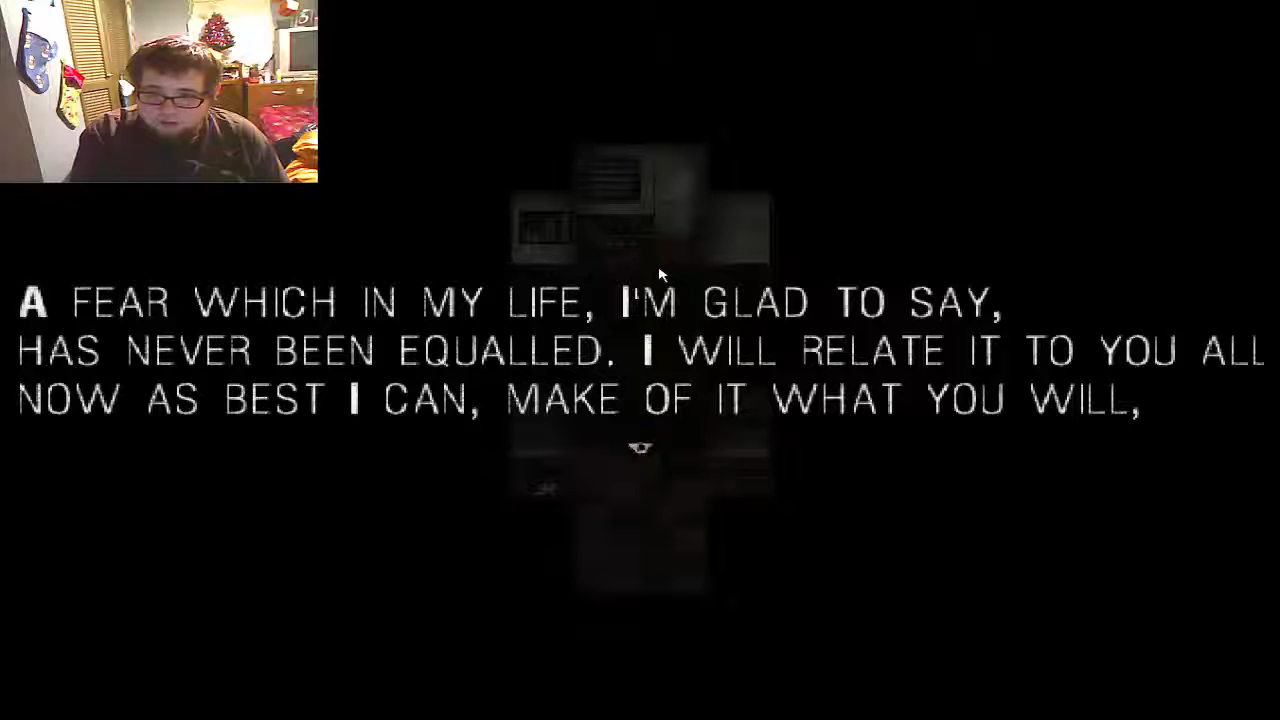 A FEAR WHICH IN MY LIFE, I'M GLAD TO SAY,
HAS NEVER BEEN EQUALLED. I WILL RELATE IT TO YOU ALL
NOW AS BEST I CAN, MAKE OF IT WHAT YOU WILL,